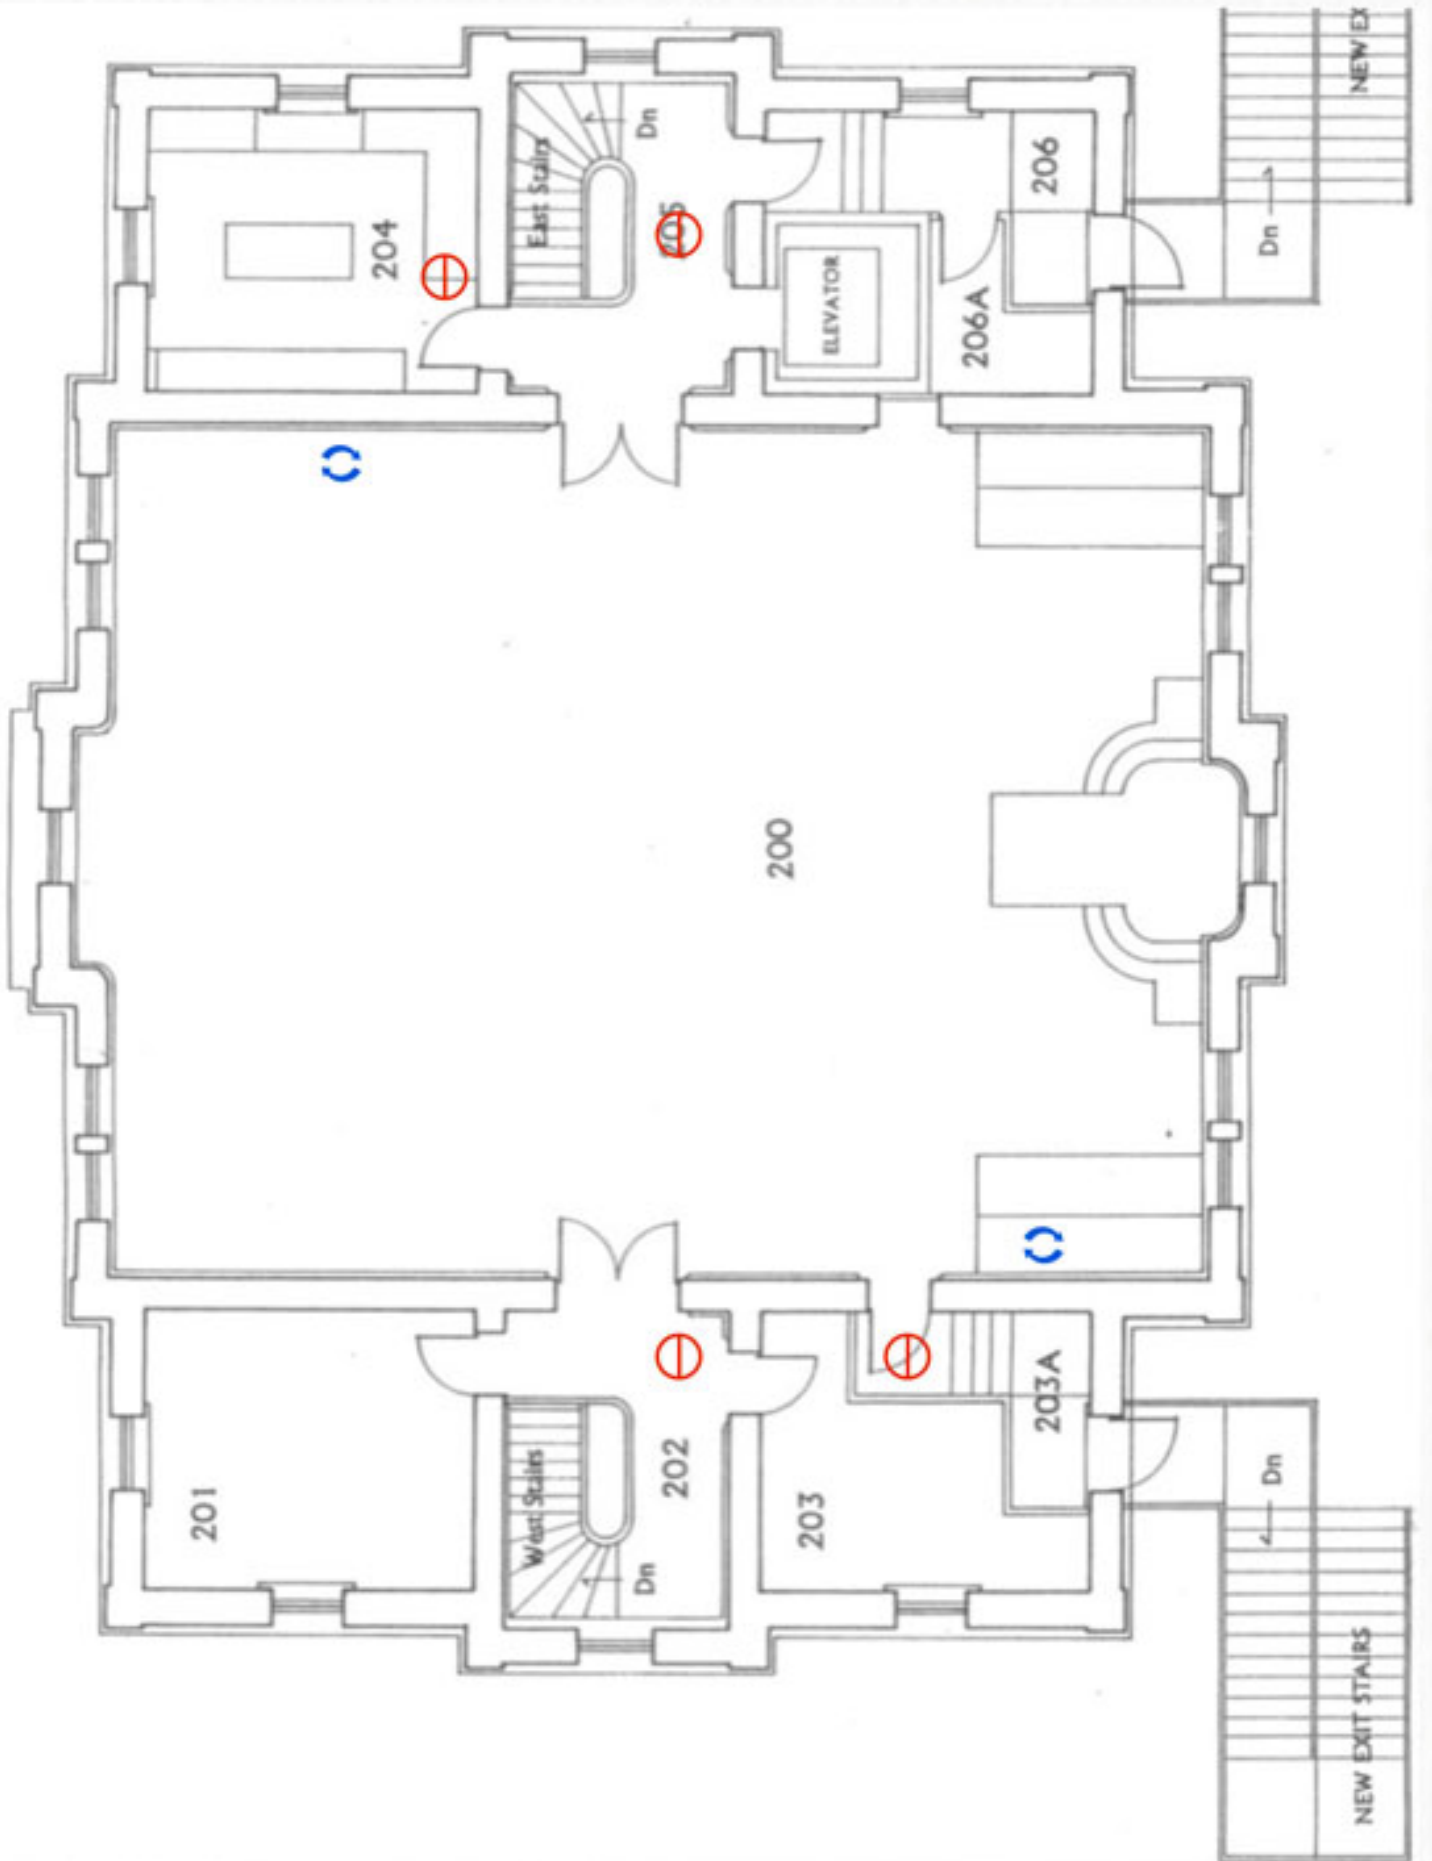 NEW EX
Dn
206
Dn
East Stairs
204
205
ELEVATOR
206A
200
203A
202
201
West Stairs
203
Dn
Dn
NEW EXIT STAIRS